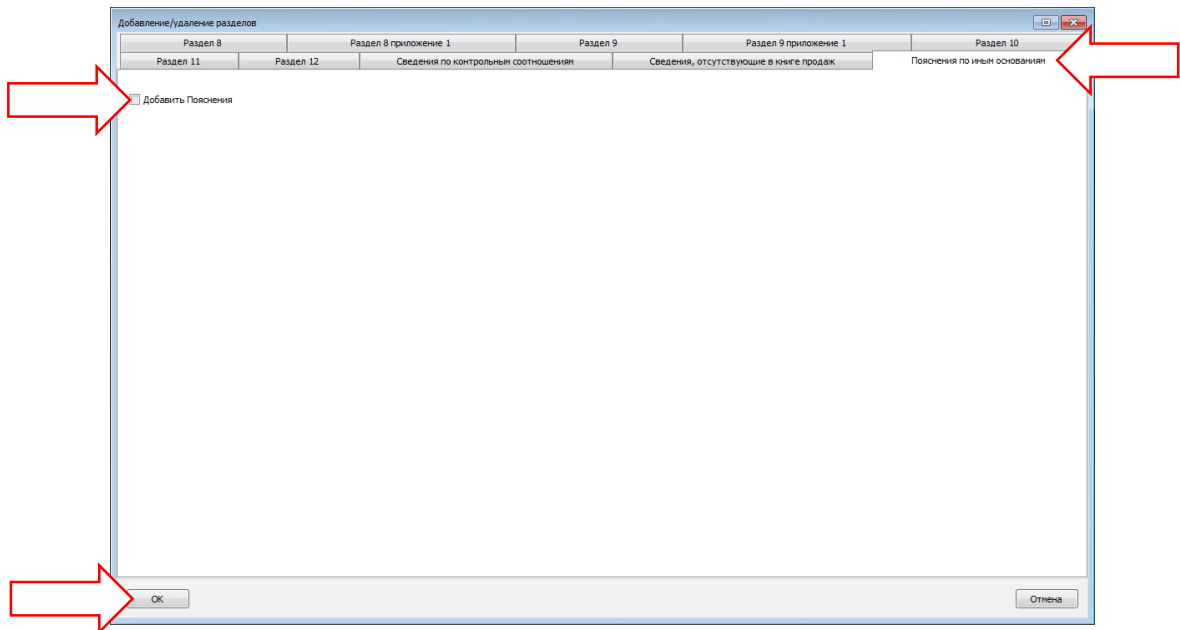 Добавление/удаление разделов
Раздел 8 Раздел 8 приложение 1 Раздел 9 Раздел 9 приложение 1 Раздел 10
Раздел 11 Раздел 12 Сведения по контрольным соотношениям Сведения, отсутствующие в книге продаж Пояснения по иным основаниям
Добавить Пояснения
OK Отмена